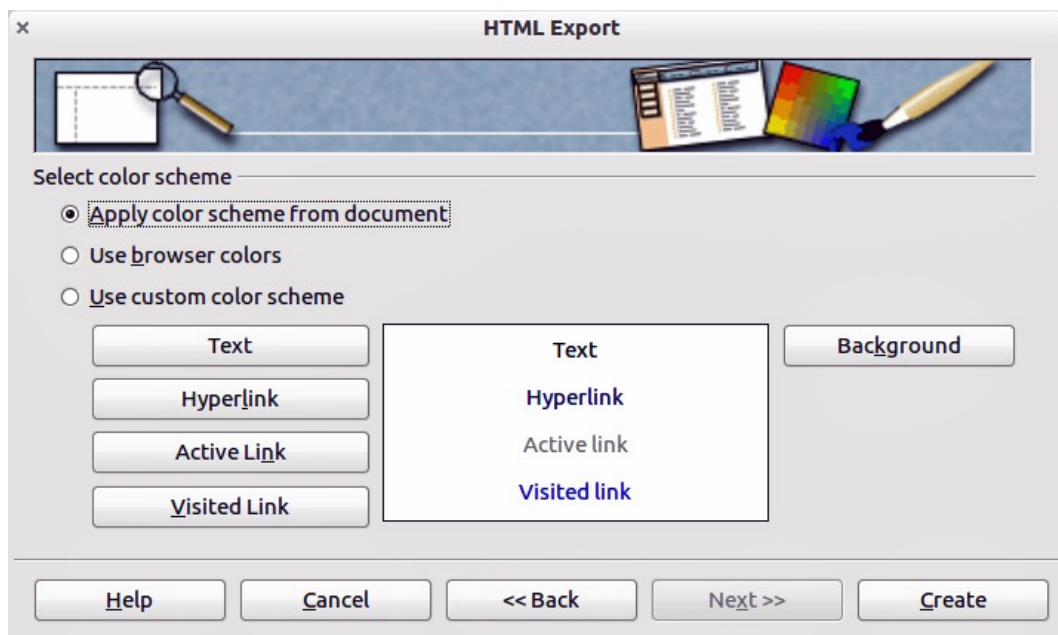 HTML Export
Select color scheme
Apply color scheme from document
Use browser colors
Use custom color scheme
Text
Hyperlink
Active Link
Visited Link
Text
Hyperlink
Active link
Visited link
Background
Help Cancel << Back Next >> Create